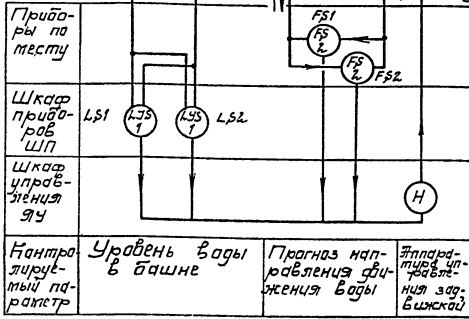 Прибо-
ры по
месту
FS1
FS
2
FS
2
FS2
Шкаф
прибо-
ров
ШП
LS1
LYS
1
LYS
1
LS2
Шкаф
управ-
ления
ЯУ
Н
Контро-
лируе-
мый па-
раметр
Уровень воды
в башне
Прогноз нап-
равления дви-
жения воды
Аппара-
тура уп-
равле-
ния зад-
вижкой